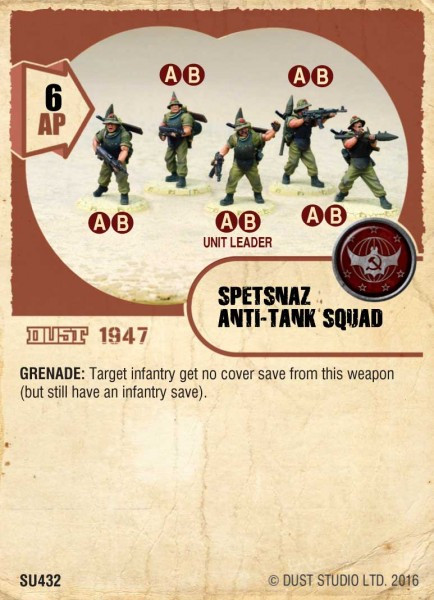 6
AP
A B
A B
A B
A B
A B
UNIT LEADER
SPETSNAZ
ANTI-TANK SQUAD
DUST 1947
GRENADE: Target infantry get no cover save from this weapon
(but still have an infantry save).
SU432
© DUST STUDIO LTD. 2016